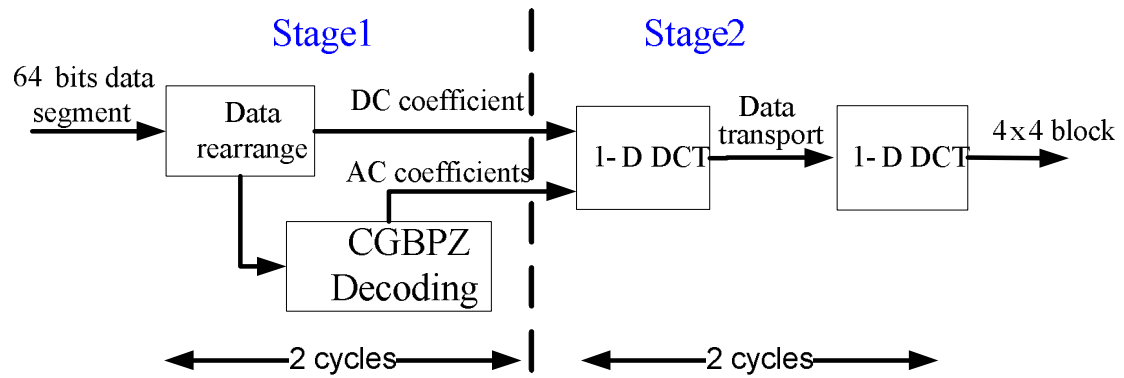 Stage1
Stage2
64 bits data
segment
Data
rearrange
DC coefficient
AC coefficients
CGBPZ
Decoding
1-D DCT
Data
transport
1-D DCT
4x4 block
2 cycles
2 cycles